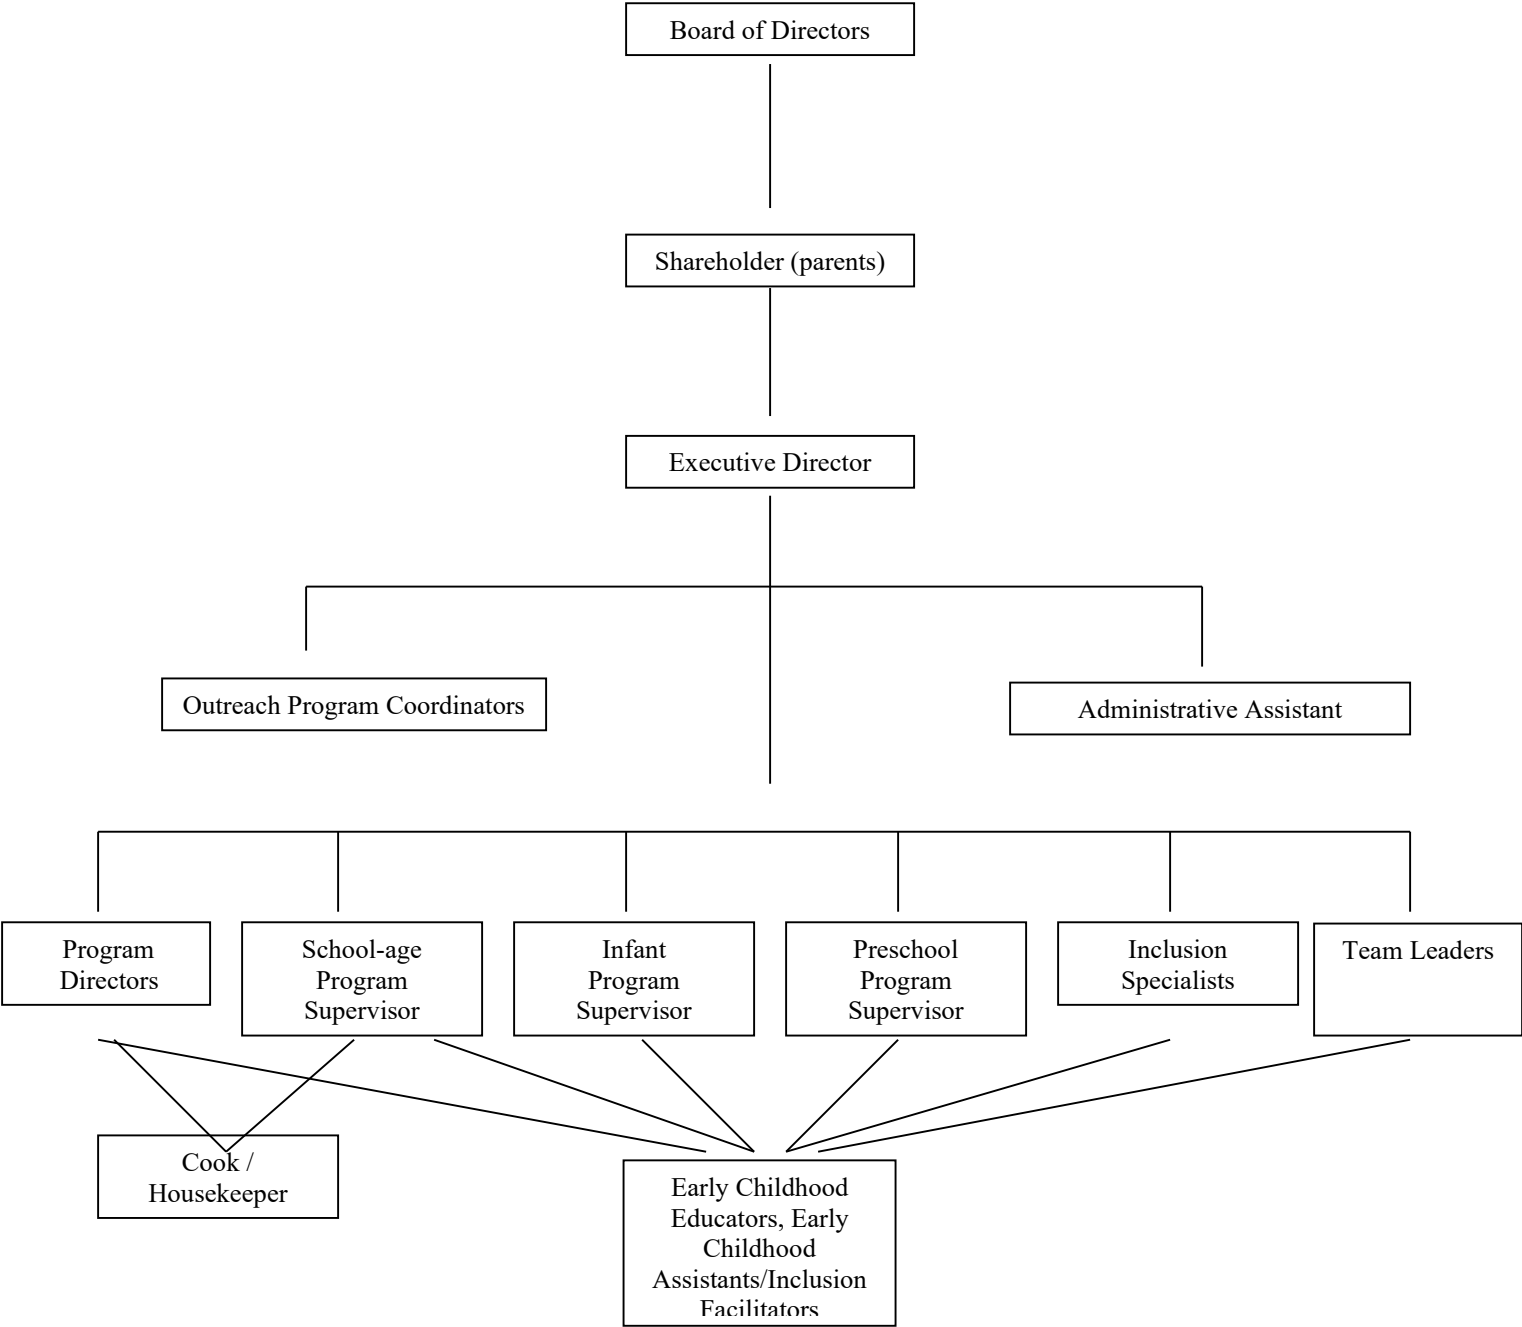 Board of Directors
Shareholder (parents)
Executive Director
Outreach Program Coordinators
Administrative Assistant
Program
Directors
School-age
Program
Supervisor
Infant
Program
Supervisor
Preschool
Program
Supervisor
Inclusion
Specialists
Team Leaders
Cook /
Housekeeper
Early Childhood
Educators, Early
Childhood
Assistants/Inclusion
Facilitators